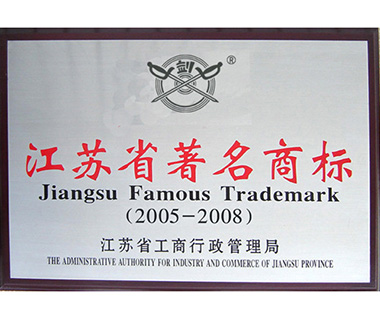 剑
®
江苏省著名商标
Jiangsu Famous Trademark
(2005-2008)
江苏省工商行政管理局
THE ADMINISTRATIVE AUTHORITY FOR INDUSTRY AND COMMERCE OF JIANGSU PROVINCE